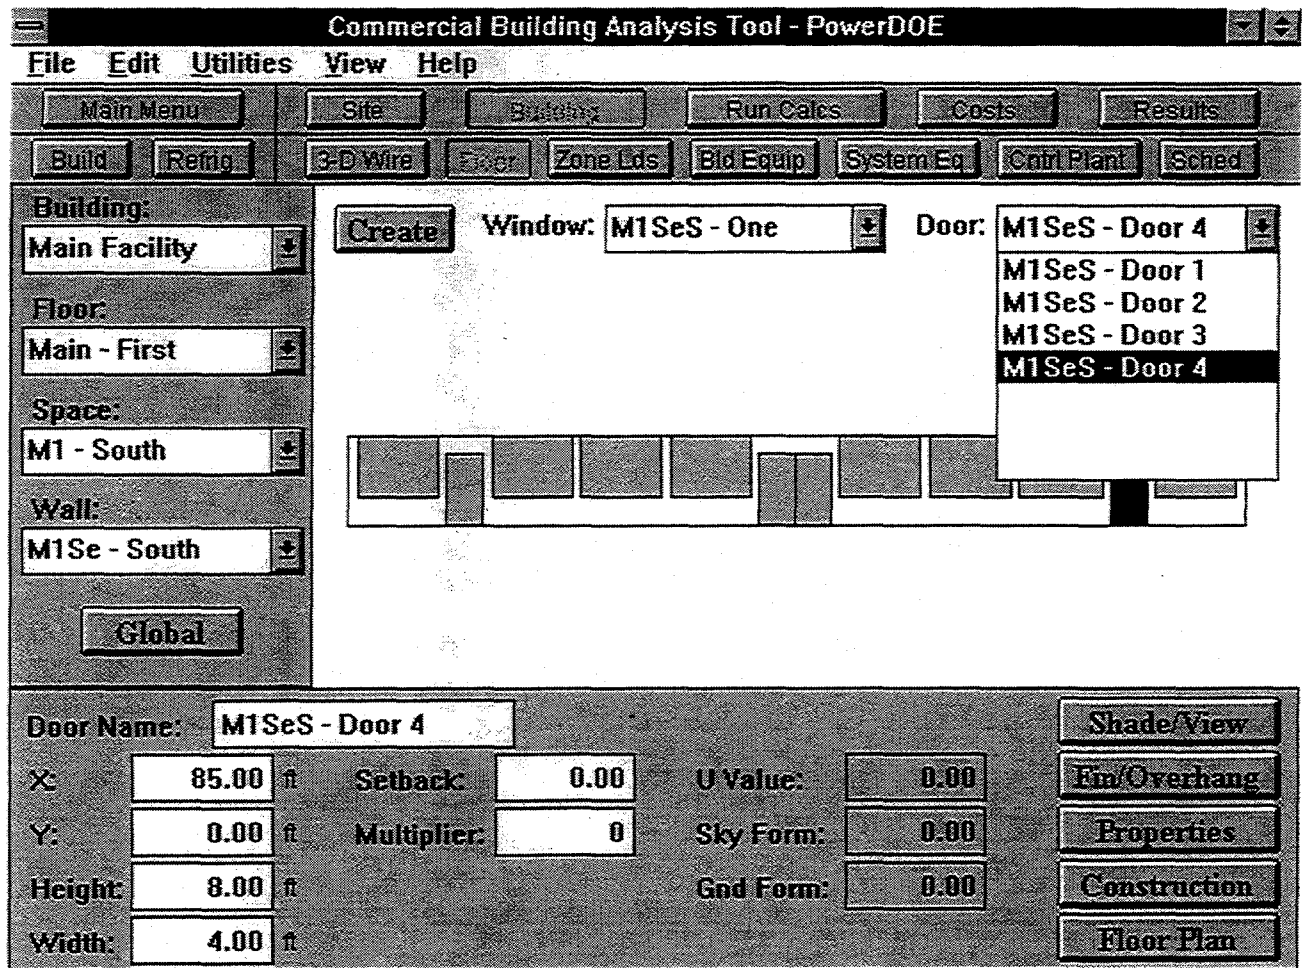 Commercial Building Analysis Tool - PowerDOE
File Edit Utilities View Help
Main Menu Site Building Run Calcs Costs Results
Build Refrig 3-D Wire Floor Zone Lds Bld Equip System Eq Cntrl Plant Sched
Building:
Main Facility
Floor:
Main - First
Space:
M1 - South
Wall:
M1Se - South
Global
Create Window: M1SeS - One Door: M1SeS - Door 4
M1SeS - Door 1
M1SeS - Door 2
M1SeS - Door 3
M1SeS - Door 4
Door Name: M1SeS - Door 4 Shade/View
X: 85.00 ft Setback: 0.00 U Value: 0.00 Fin/Overhang
Y: 0.00 ft Multiplier: 0 Sky Form: 0.00 Properties
Height: 8.00 ft Gnd Form: 0.00 Construction
Width: 4.00 ft Floor Plan